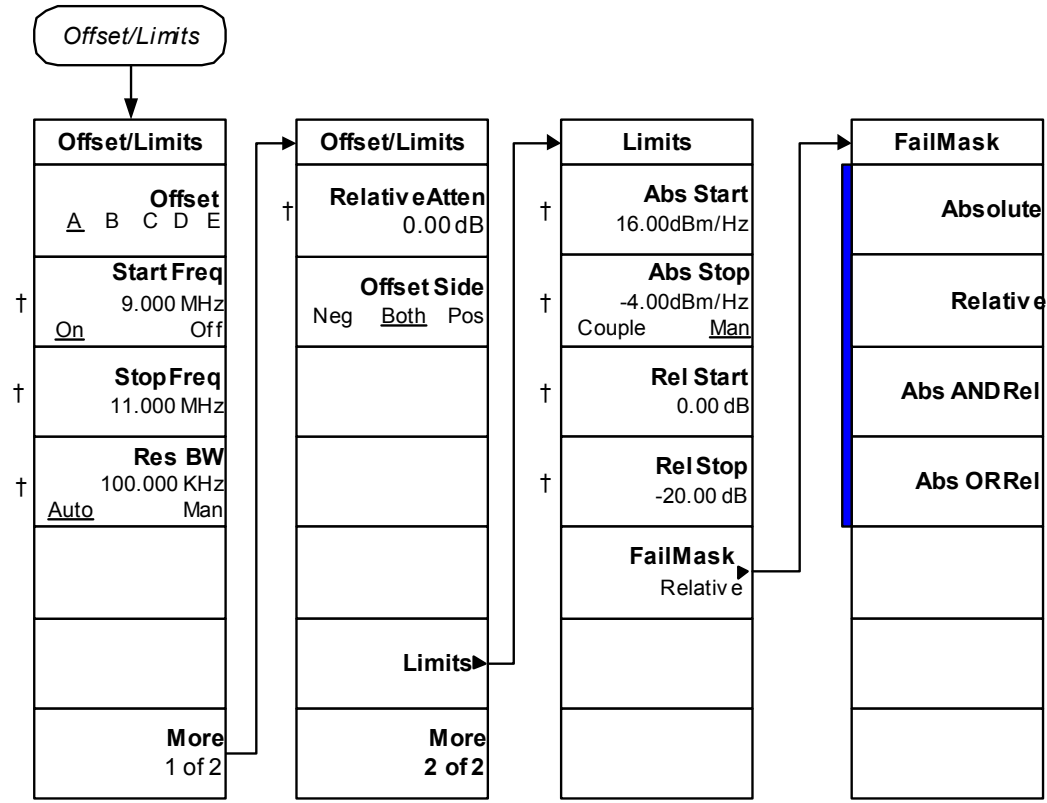 Offset/Limits
Offset/Limits
Offset
A B C D E
†
Start Freq
9.000 MHz
On Off
†
Stop Freq
11.000 MHz
†
Res BW
100.000 KHz
Auto Man
More
1 of 2
Offset/Limits
†
Relative Atten
0.00 dB
Offset Side
Neg Both Pos
Limits
More
2 of 2
Limits
†
Abs Start
16.00dBm/Hz
†
Abs Stop
-4.00dBm/Hz
Couple Man
†
Rel Start
0.00 dB
†
Rel Stop
-20.00 dB
FailMask
Relative
FailMask
Absolute
Relative
Abs AND Rel
Abs OR Rel